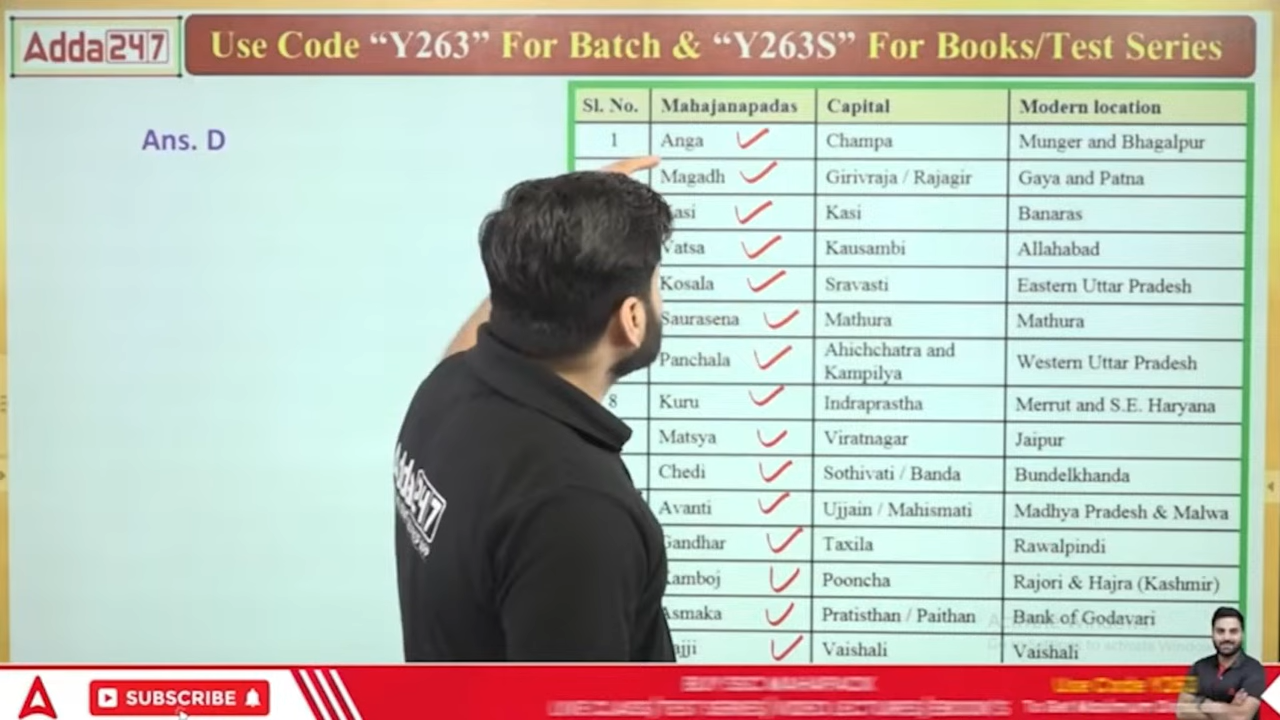 Adda247
Use Code “Y263” For Batch & “Y263S” For Books/Test Series
Ans. D
Sl. No. Mahajanapadas Capital Modern location
1 Anga Champa Munger and Bhagalpur
Magadh Girivraja / Rajagir Gaya and Patna
Kasi Banaras
Vatsa Kausambi Allahabad
Kosala Sravasti Eastern Uttar Pradesh
Saurasena Mathura Mathura
Panchala Ahichchatra and Kampilya Western Uttar Pradesh
8 Kuru Indraprastha Merrut and S.E. Haryana
Matsya Viratnagar Jaipur
Chedi Sothivati / Banda Bundelkhanda
Avanti Ujjain / Mahismati Madhya Pradesh & Malwa
Gandhar Taxila Rawalpindi
Pooncha Rajori & Hajra (Kashmir)
Asmaka Pratisthan / Paithan Bank of Godavari
Vaishali Vaishali
Adda247
SUBSCRIBE